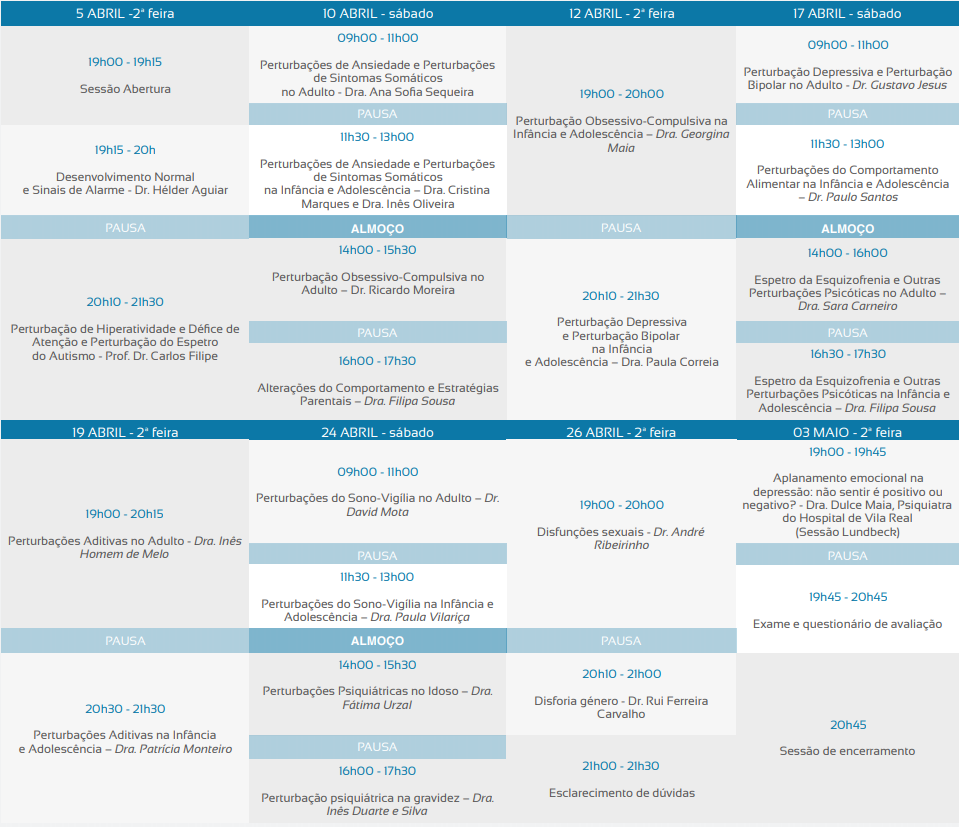 5 ABRIL -2ª feira
19h00 - 19h15
Sessão Abertura
19h15 - 20h
Desenvolvimento Normal
e Sinais de Alarme - Dr. Hélder Aguiar
PAUSA
20h10 - 21h30
Perturbação de Hiperatividade e Défice de
Atenção e Perturbação do Espetro
do Autismo - Prof. Dr. Carlos Filipe
10 ABRIL - sábado
09h00 - 11h00
Perturbações de Ansiedade e Perturbações
de Sintomas Somáticos
no Adulto - Dra. Ana Sofia Sequeira
PAUSA
11h30 - 13h00
Perturbações de Ansiedade e Perturbações
de Sintomas Somáticos
na Infância e Adolescência – Dra. Cristina
Marques e Dra. Inês Oliveira
ALMOÇO
14h00 - 15h30
Perturbação Obsessivo-Compulsiva no
Adulto – Dr. Ricardo Moreira
PAUSA
16h00 - 17h30
Alterações do Comportamento e Estratégias
Parentais – Dra. Filipa Sousa
12 ABRIL - 2ª feira
19h00 - 20h00
Perturbação Obsessivo-Compulsiva na
Infância e Adolescência – Dra. Georgina
Maia
PAUSA
20h10 - 21h30
Perturbação Depressiva
e Perturbação Bipolar
na Infância
e Adolescência – Dra. Paula Correia
17 ABRIL - sábado
09h00 - 11h00
Perturbação Depressiva e Perturbação
Bipolar no Adulto - Dr. Gustavo Jesus
PAUSA
11h30 - 13h00
Perturbações do Comportamento
Alimentar na Infância e Adolescência
– Dr. Paulo Santos
ALMOÇO
14h00 - 16h00
Espetro da Esquizofrenia e Outras
Perturbações Psicóticas no Adulto –
Dra. Sara Carneiro
PAUSA
16h30 - 17h30
Espetro da Esquizofrenia e Outras
Perturbações Psicóticas na Infância e
Adolescência – Dra. Filipa Sousa
19 ABRIL - 2ª feira
19h00 - 20h15
Perturbações Aditivas no Adulto - Dra. Inês
Homem de Melo
PAUSA
20h30 - 21h30
Perturbações Aditivas na Infância
e Adolescência – Dra. Patrícia Monteiro
24 ABRIL - sábado
09h00 - 11h00
Perturbações do Sono-Vigília no Adulto – Dr.
David Mota
PAUSA
11h30 - 13h00
Perturbações do Sono-Vigília na Infância e
Adolescência – Dra. Paula Vilariça
ALMOÇO
14h00 - 15h30
Perturbações Psiquiátricas no Idoso – Dra.
Fátima Urzal
PAUSA
16h00 - 17h30
Perturbação psiquiátrica na gravidez – Dra.
Inês Duarte e Silva
26 ABRIL - 2ª feira
19h00 - 20h00
Disfunções sexuais - Dr. André
Ribeirinho
PAUSA
20h10 - 21h00
Disforia género - Dr. Rui Ferreira
Carvalho
21h00 - 21h30
Esclarecimento de dúvidas
03 MAIO - 2ª feira
19h00 - 19h45
Aplanamento emocional na
depressão: não sentir é positivo ou
negativo? - Dra. Dulce Maia, Psiquiatra
do Hospital de Vila Real
(Sessão Lundbeck)
PAUSA
19h45 - 20h45
Exame e questionário de avaliação
20h45
Sessão de encerramento